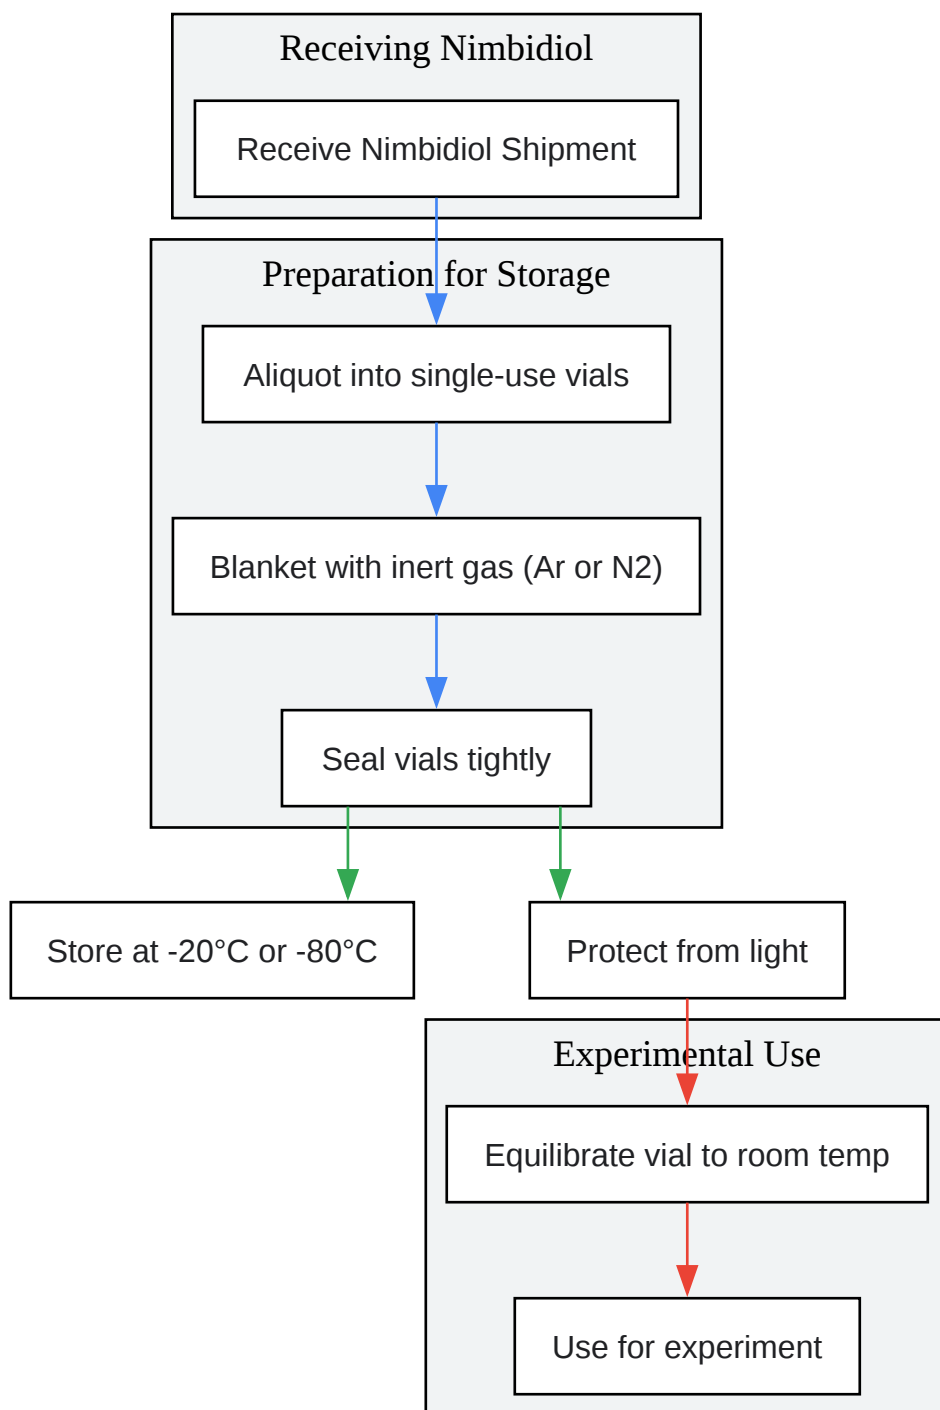 Receiving Nimbidiol
Receive Nimbidiol Shipment
Preparation for Storage
Aliquot into single-use vials
Blanket with inert gas (Ar or N2)
Seal vials tightly
Store at -20°C or -80°C
Protect from light
Experimental Use
Equilibrate vial to room temp
Use for experiment